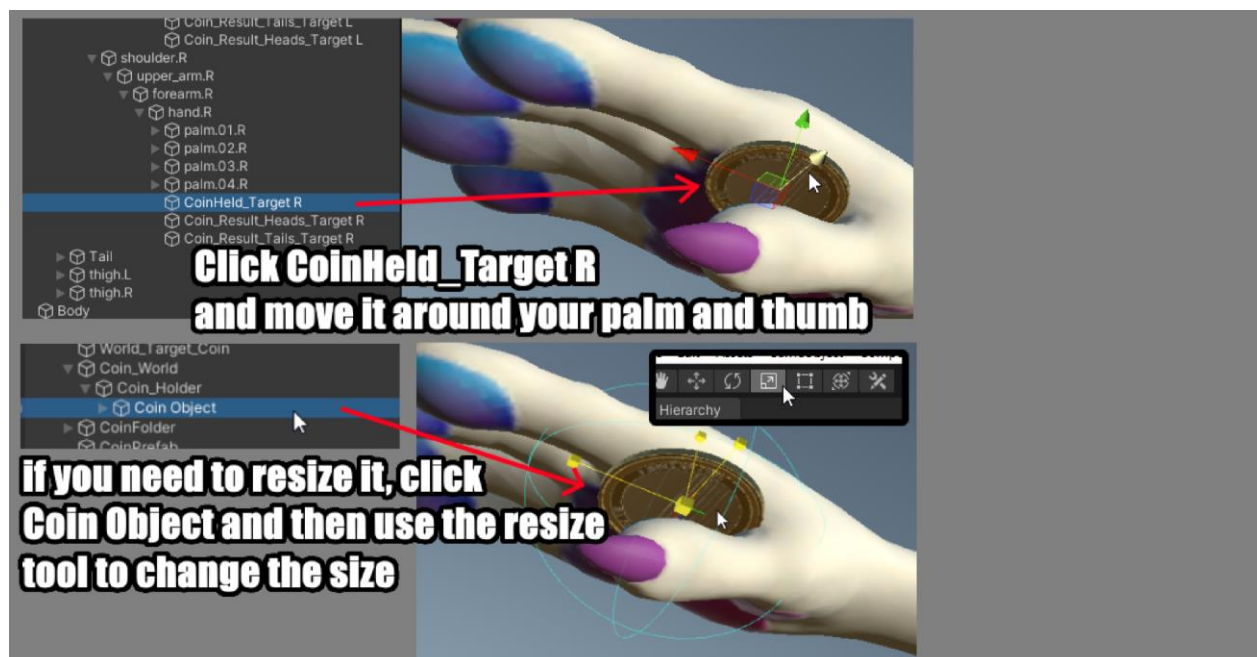 Coin_Result_Tails_Target L
Coin_Result_Heads_Target L
shoulder.R
upper_arm.R
forearm.R
hand.R
palm.01.R
palm.02.R
palm.03.R
palm.04.R
CoinHeld_Target R
Coin_Result_Heads_Target R
Coin_Result_Tails_Target R
Tail
thigh.L
thigh.R
Body
Click CoinHeld_Target R
and move it around your palm and thumb
World_Target_Coin
Coin_World
Coin_Holder
Coin Object
CoinFolder
CoinPrefab
Hierarchy
if you need to resize it, click
Coin Object and then use the resize
tool to change the size